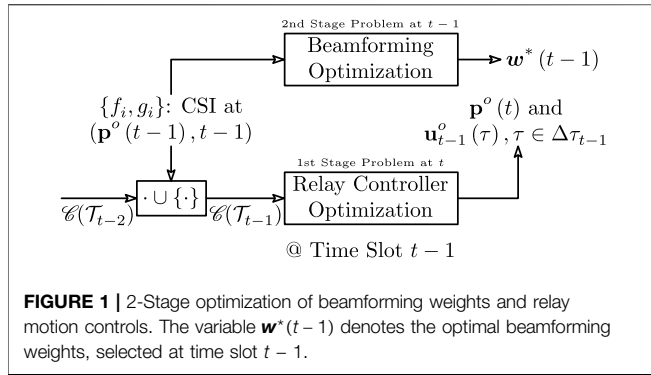 2nd Stage Problem at t − 1
Beamforming
Optimization
w* (t−1)
{f_i, g_i}: CSI at
(p^o (t−1), t−1)
p^o (t) and
u^o_{t−1} (τ), τ ∈ Δτ_{t−1}
1st Stage Problem at t
Relay Controller
Optimization
· ∪ {·}
𝒞(𝒯_{t−2})
𝒞(𝒯_{t−1})
@ Time Slot t − 1
FIGURE 1 | 2-Stage optimization of beamforming weights and relay
motion controls. The variable w*(t − 1) denotes the optimal beamforming
weights, selected at time slot t − 1.